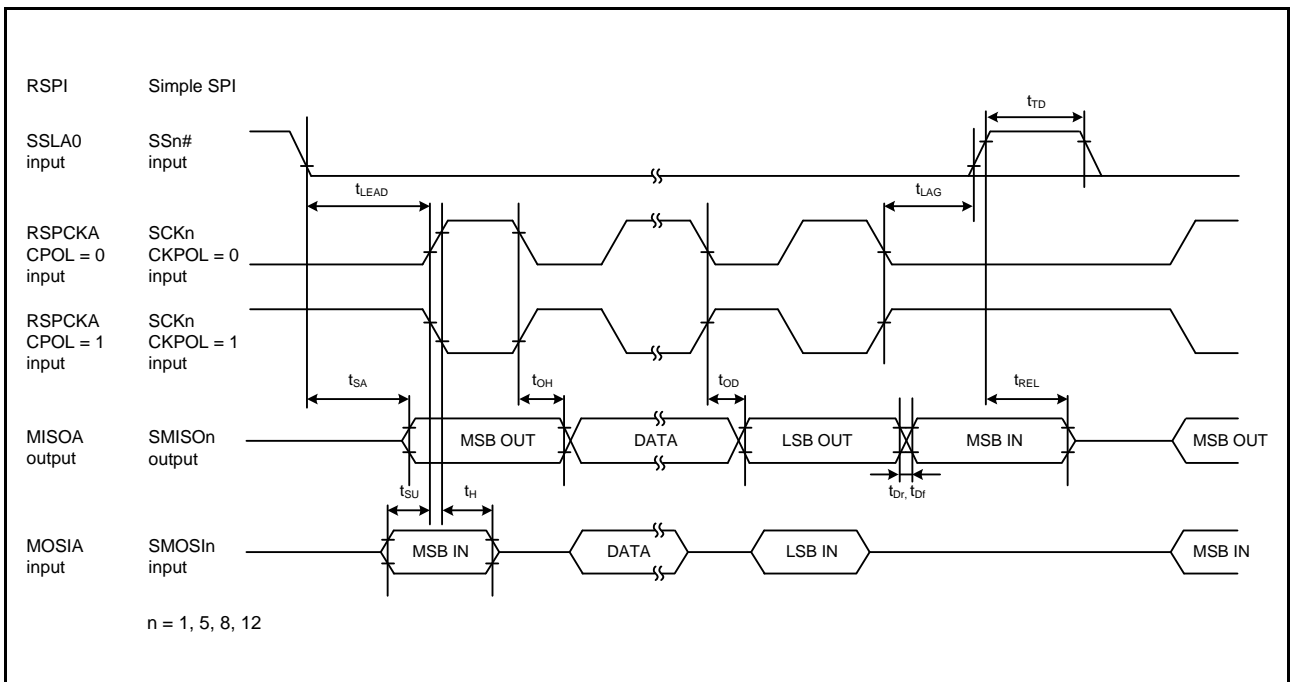 RSPI Simple SPI
tTD
SSLA0 SSn#
input input
tLEAD tLAG
RSPCKA SCKn
CPOL = 0 CKPOL = 0
input input
RSPCKA SCKn
CPOL = 1 CKPOL = 1
input input
tSA tOH tOD tREL
MISOA SMISOn MSB OUT DATA LSB OUT MSB IN MSB OUT
output output
tSU tH tDr, tDf
MOSIA SMOSIn MSB IN DATA LSB IN MSB IN
input input
n = 1, 5, 8, 12